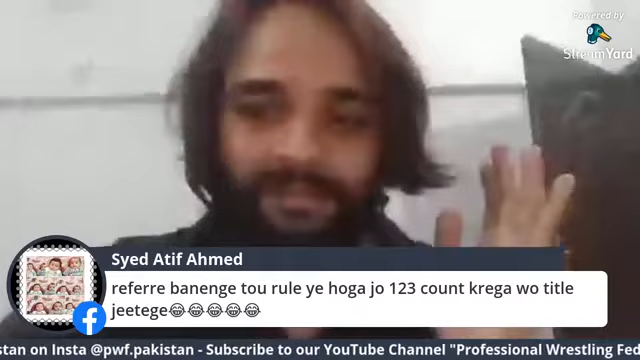 Powered by
StreamYard
Syed Atif Ahmed
referre banenge tou rule ye hoga jo 123 count krega wo title
jeetege😂😂😂😂😂
stan on Insta @pwf.pakistan - Subscribe to our YouTube Channel "Professional Wrestling Fed